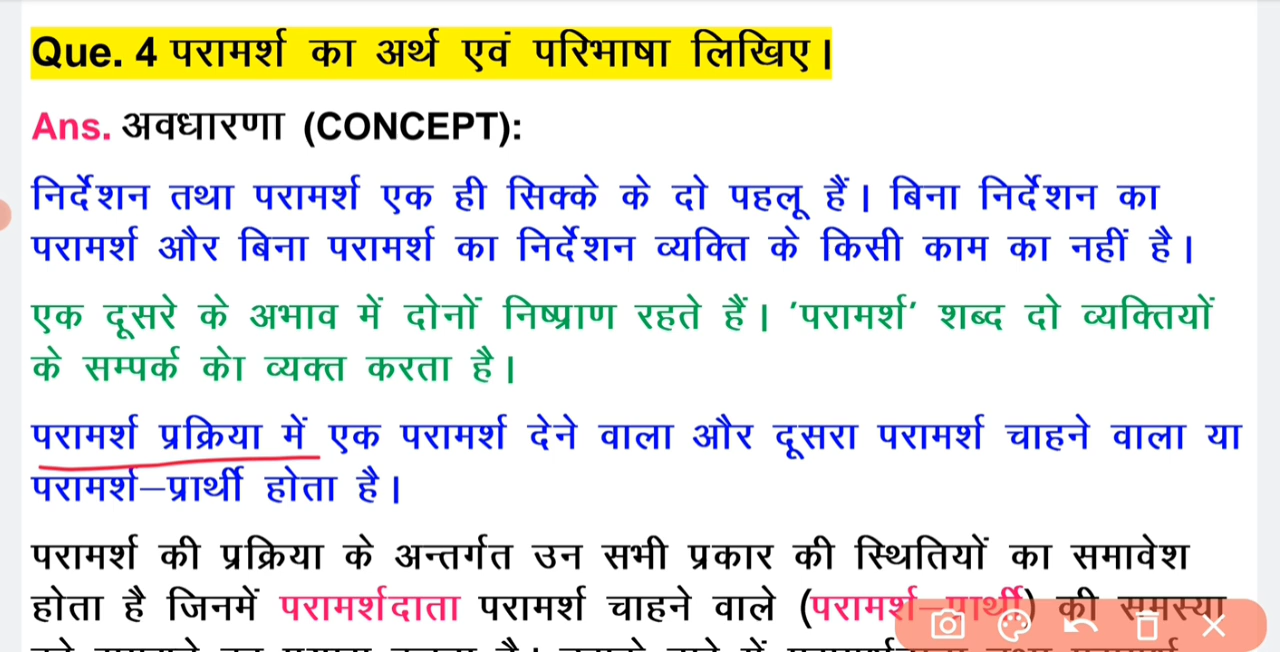 Que. 4 परामर्श का अर्थ एवं परिभाषा लिखिए।
Ans. अवधारणा (CONCEPT):
निर्देशन तथा परामर्श एक ही सिक्के के दो पहलू हैं। बिना निर्देशन का
परामर्श और बिना परामर्श का निर्देशन व्यक्ति के किसी काम का नहीं है।
एक दूसरे के अभाव में दोनों निष्प्राण रहते हैं। 'परामर्श' शब्द दो व्यक्तियों
के सम्पर्क केा व्यक्त करता है।
परामर्श प्रक्रिया में एक परामर्श देने वाला और दूसरा परामर्श चाहने वाला या
परामर्श–प्रार्थी होता है।
परामर्श की प्रक्रिया के अन्तर्गत उन सभी प्रकार की स्थितियों का समावेश
होता है जिनमें परामर्शदाता परामर्श चाहने वाले (परामर्श–प्रार्थी) की समस्या